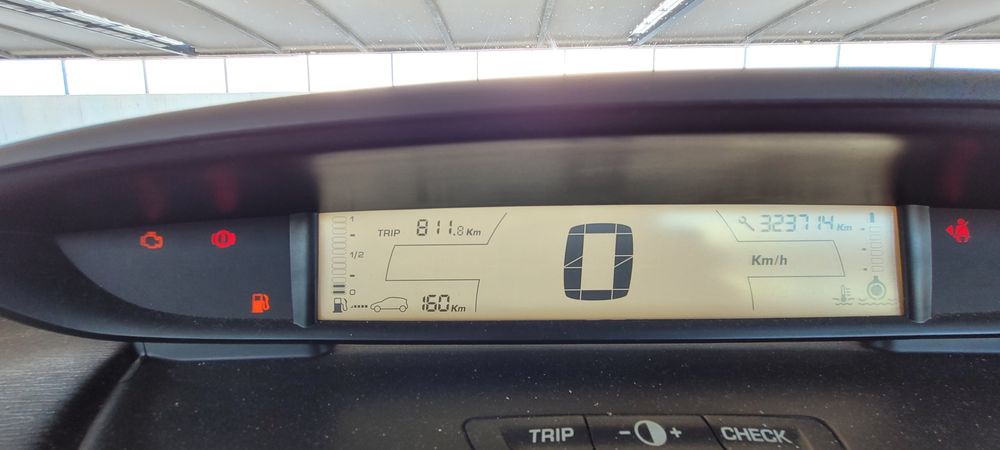 1
TRIP 811.8 Km
323714 Km
1/2
Km/h
0
0
160 Km
TRIP
- +
CHECK